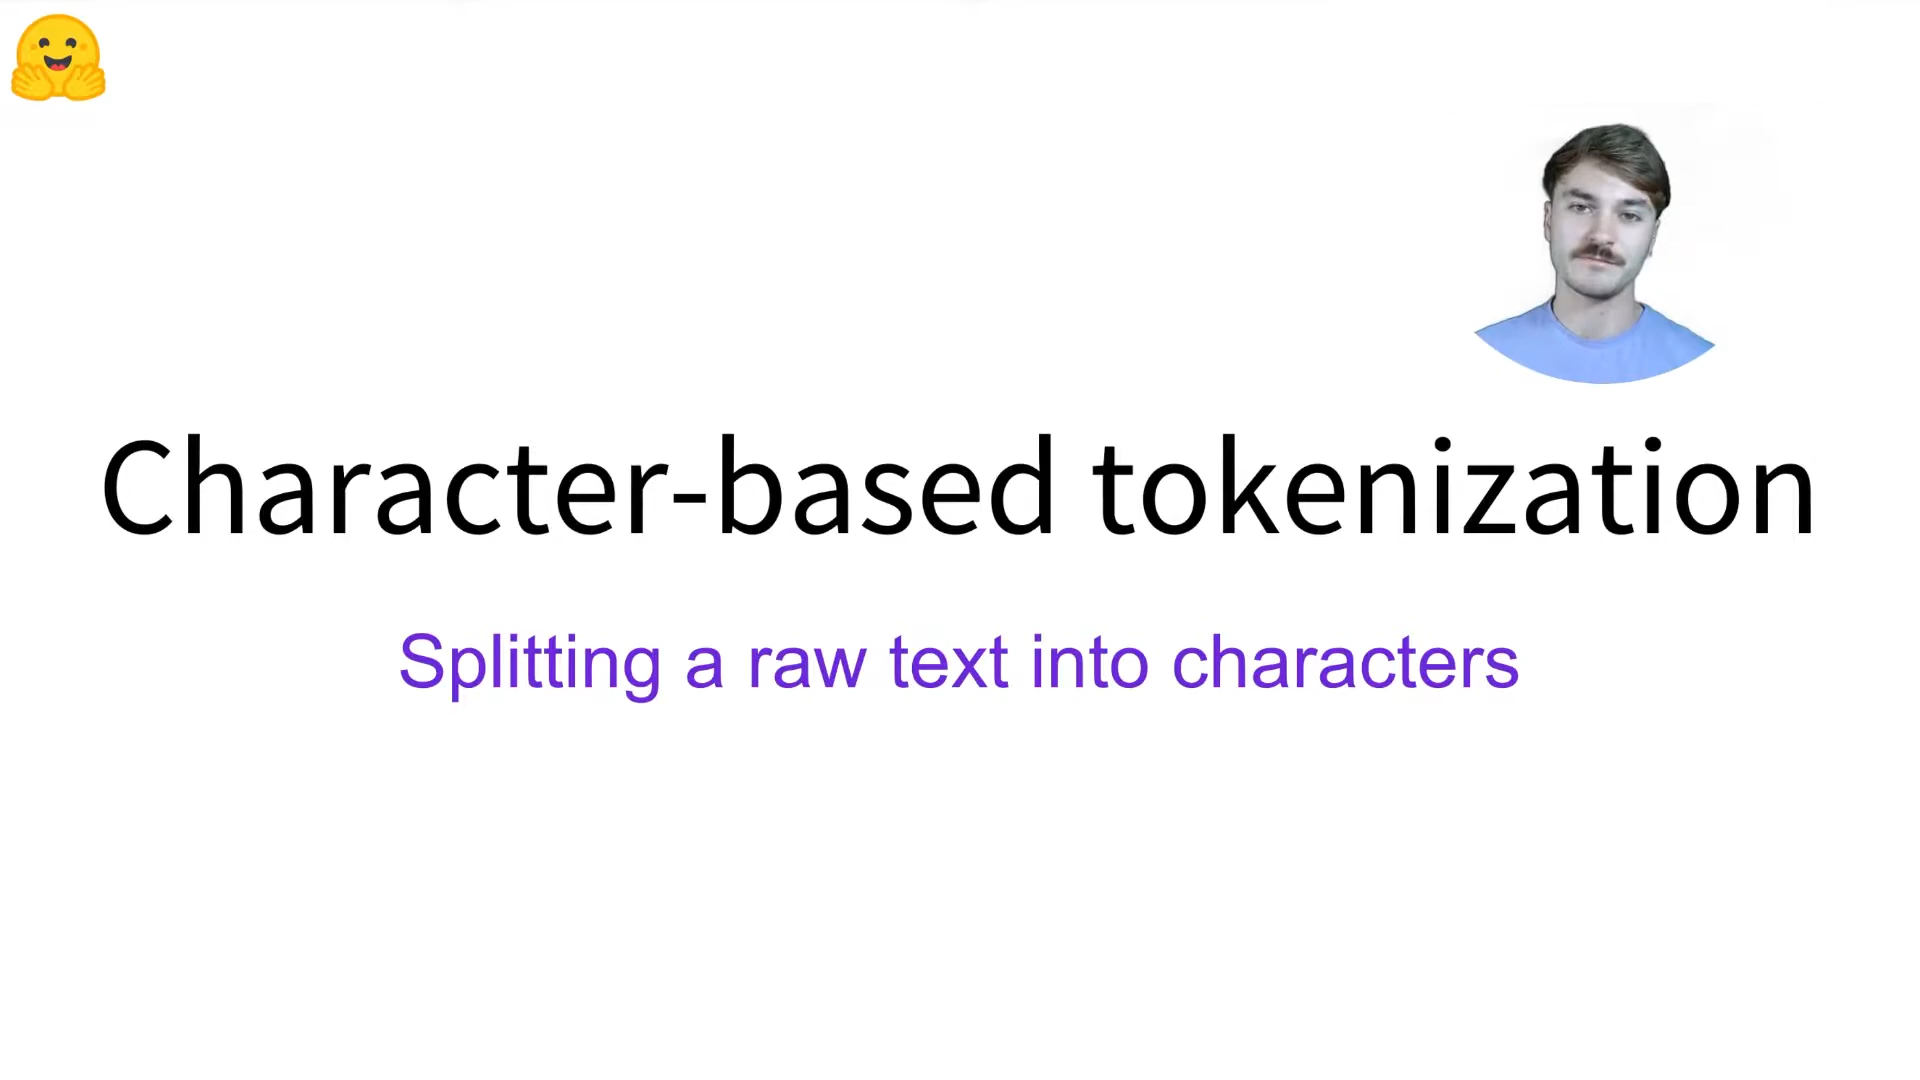 Character-based tokenization
Splitting a raw text into characters